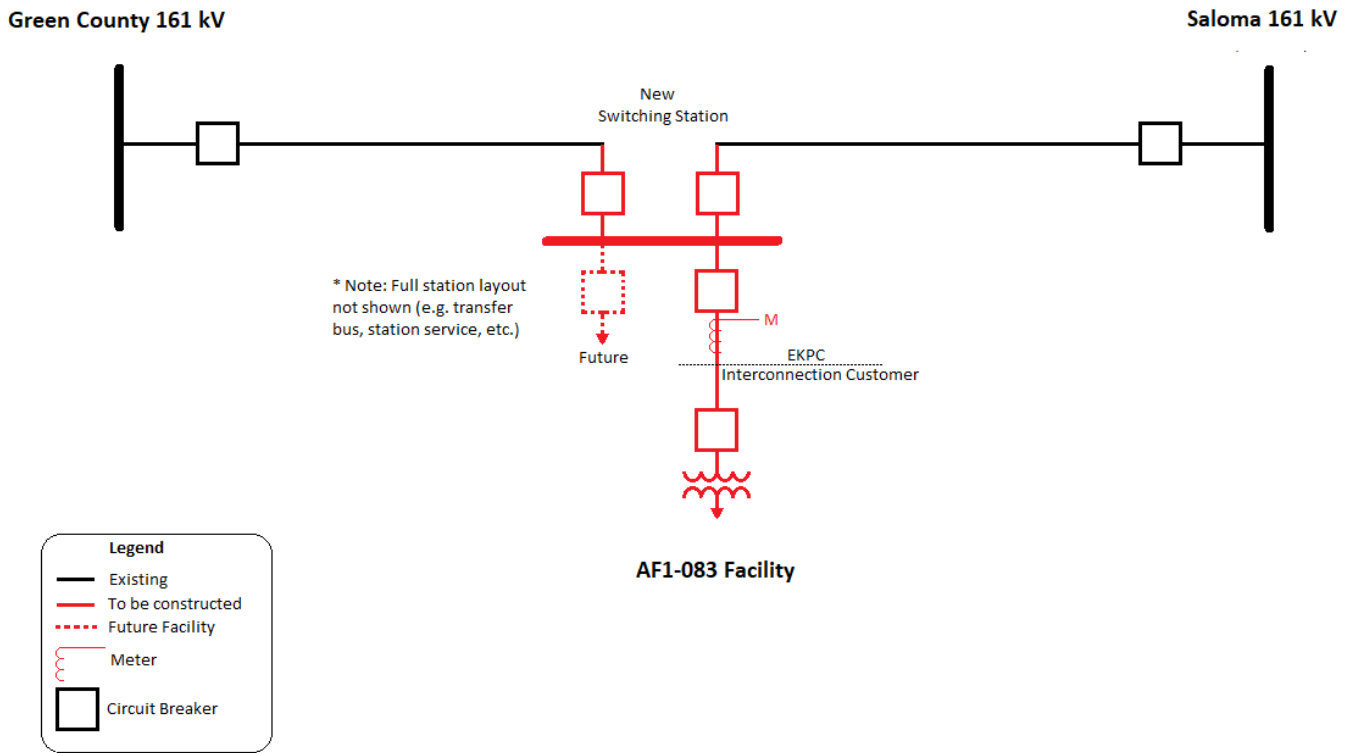 Green County 161 kV
Saloma 161 kV
New
Switching Station
* Note: Full station layout
not shown (e.g. transfer
bus, station service, etc.)
M
Future
EKPC
Interconnection Customer
AF1-083 Facility
Legend
Existing
To be constructed
Future Facility
Meter
Circuit Breaker